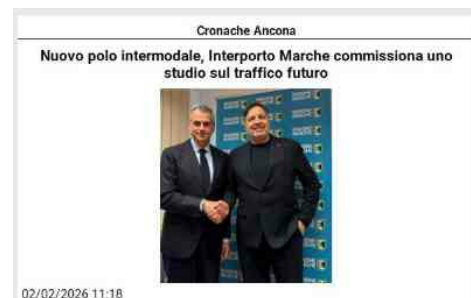 Cronache Ancona
Nuovo polo intermodale, Interporto Marche commissiona uno
studio sul traffico futuro
02/02/2026 11:18